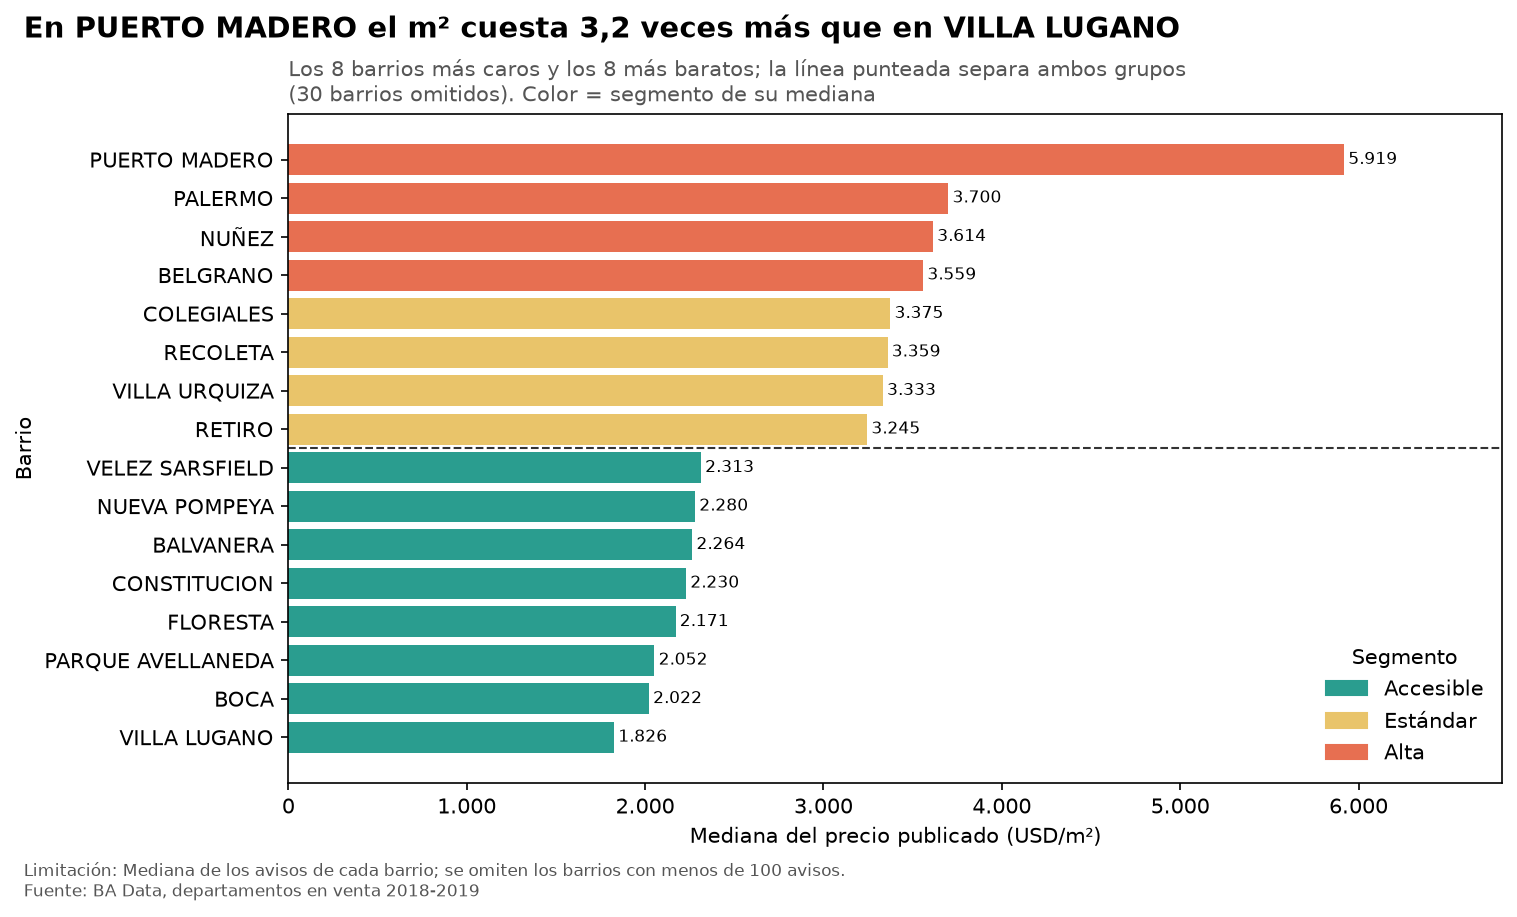 En PUERTO MADERO el m² cuesta 3,2 veces más que en VILLA LUGANO
Los 8 barrios más caros y los 8 más baratos; la línea punteada separa ambos grupos
(30 barrios omitidos). Color = segmento de su mediana
Barrio
PUERTO MADERO 5.919
PALERMO 3.700
NUÑEZ 3.614
BELGRANO 3.559
COLEGIALES 3.375
RECOLETA 3.359
VILLA URQUIZA 3.333
RETIRO 3.245
VELEZ SARSFIELD 2.313
NUEVA POMPEYA 2.280
BALVANERA 2.264
CONSTITUCION 2.230
FLORESTA 2.171
PARQUE AVELLANEDA 2.052
BOCA 2.022
VILLA LUGANO 1.826
Segmento
Accesible
Estándar
Alta
0 1.000 2.000 3.000 4.000 5.000 6.000
Mediana del precio publicado (USD/m²)
Limitación: Mediana de los avisos de cada barrio; se omiten los barrios con menos de 100 avisos.
Fuente: BA Data, departamentos en venta 2018-2019